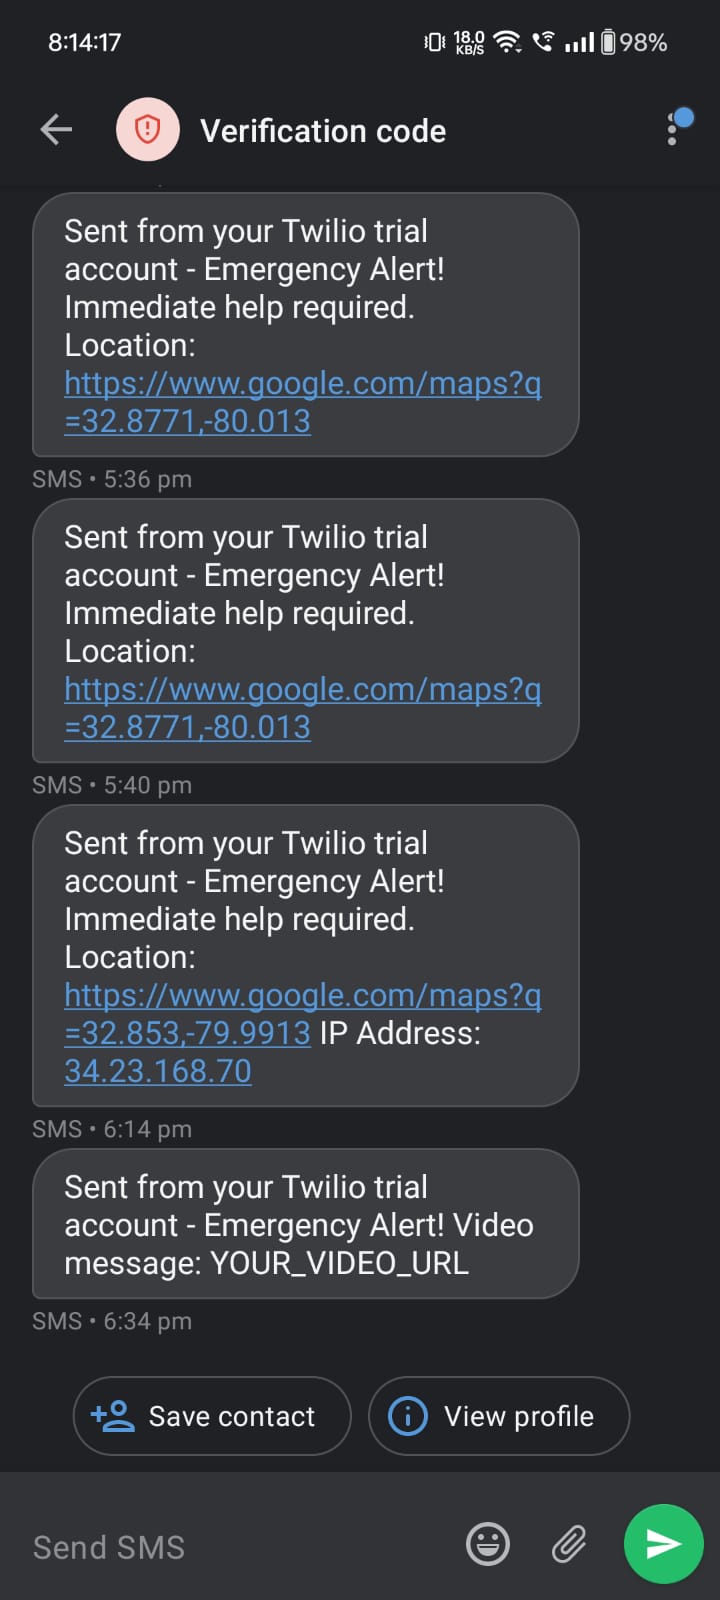 8:14:17
18.0
KB/S
98%
Verification code
Sent from your Twilio trial
account - Emergency Alert!
Immediate help required.
Location:
https://www.google.com/maps?q
=32.8771,-80.013
SMS • 5:36 pm
Sent from your Twilio trial
account - Emergency Alert!
Immediate help required.
Location:
https://www.google.com/maps?q
=32.8771,-80.013
SMS • 5:40 pm
Sent from your Twilio trial
account - Emergency Alert!
Immediate help required.
Location:
https://www.google.com/maps?q
=32.853,-79.9913 IP Address:
34.23.168.70
SMS • 6:14 pm
Sent from your Twilio trial
account - Emergency Alert! Video
message: YOUR_VIDEO_URL
SMS • 6:34 pm
Save contact
View profile
Send SMS